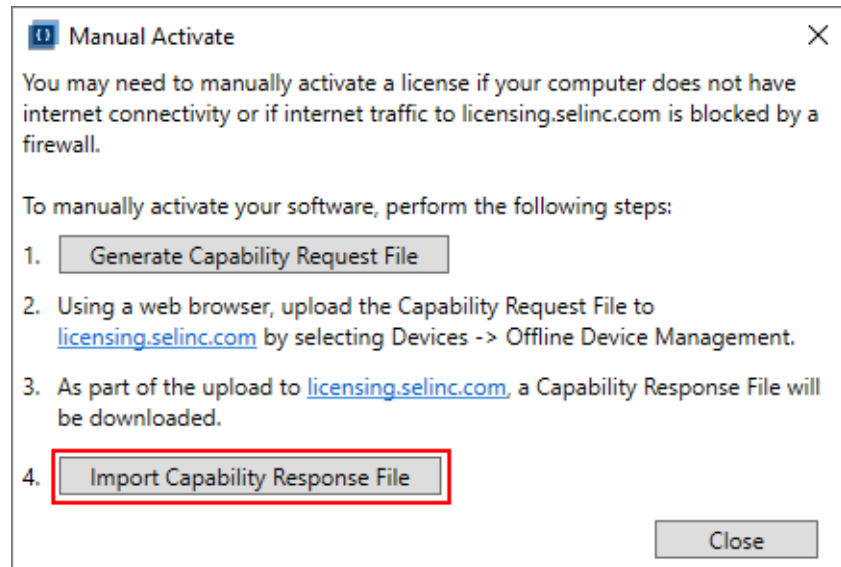 Manual Activate
You may need to manually activate a license if your computer does not have
internet connectivity or if internet traffic to licensing.selinc.com is blocked by a
firewall.
To manually activate your software, perform the following steps:
1. Generate Capability Request File
2. Using a web browser, upload the Capability Request File to
licensing.selinc.com by selecting Devices -> Offline Device Management.
3. As part of the upload to licensing.selinc.com, a Capability Response File will
be downloaded.
4. Import Capability Response File
Close